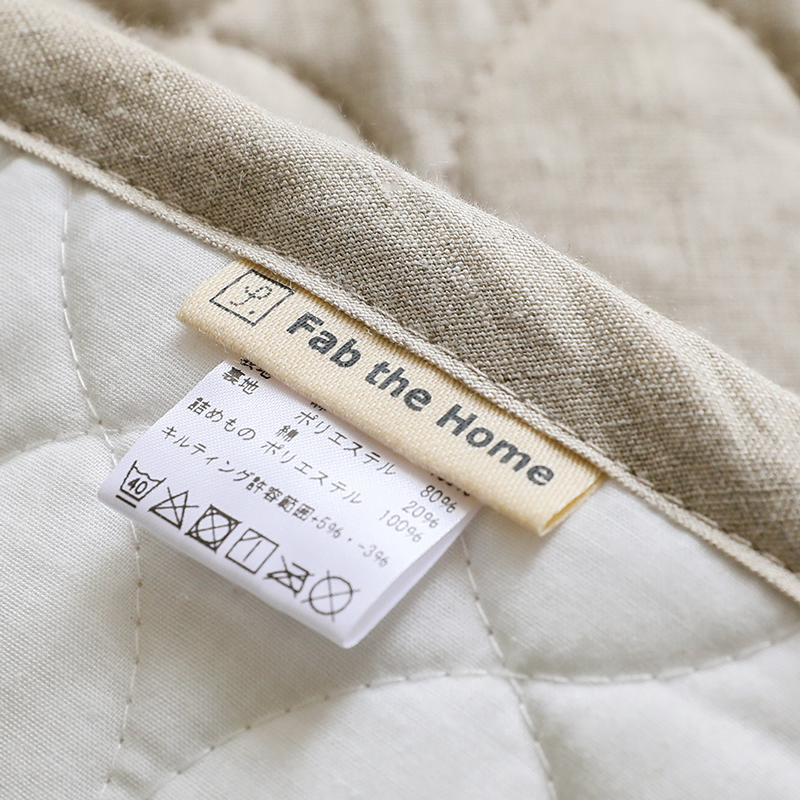 Fab the Home
裏地 ポリエステル 80%
綿 20%
詰めもの ポリエステル 100%
キルティング許容範囲+5%, -3%
40